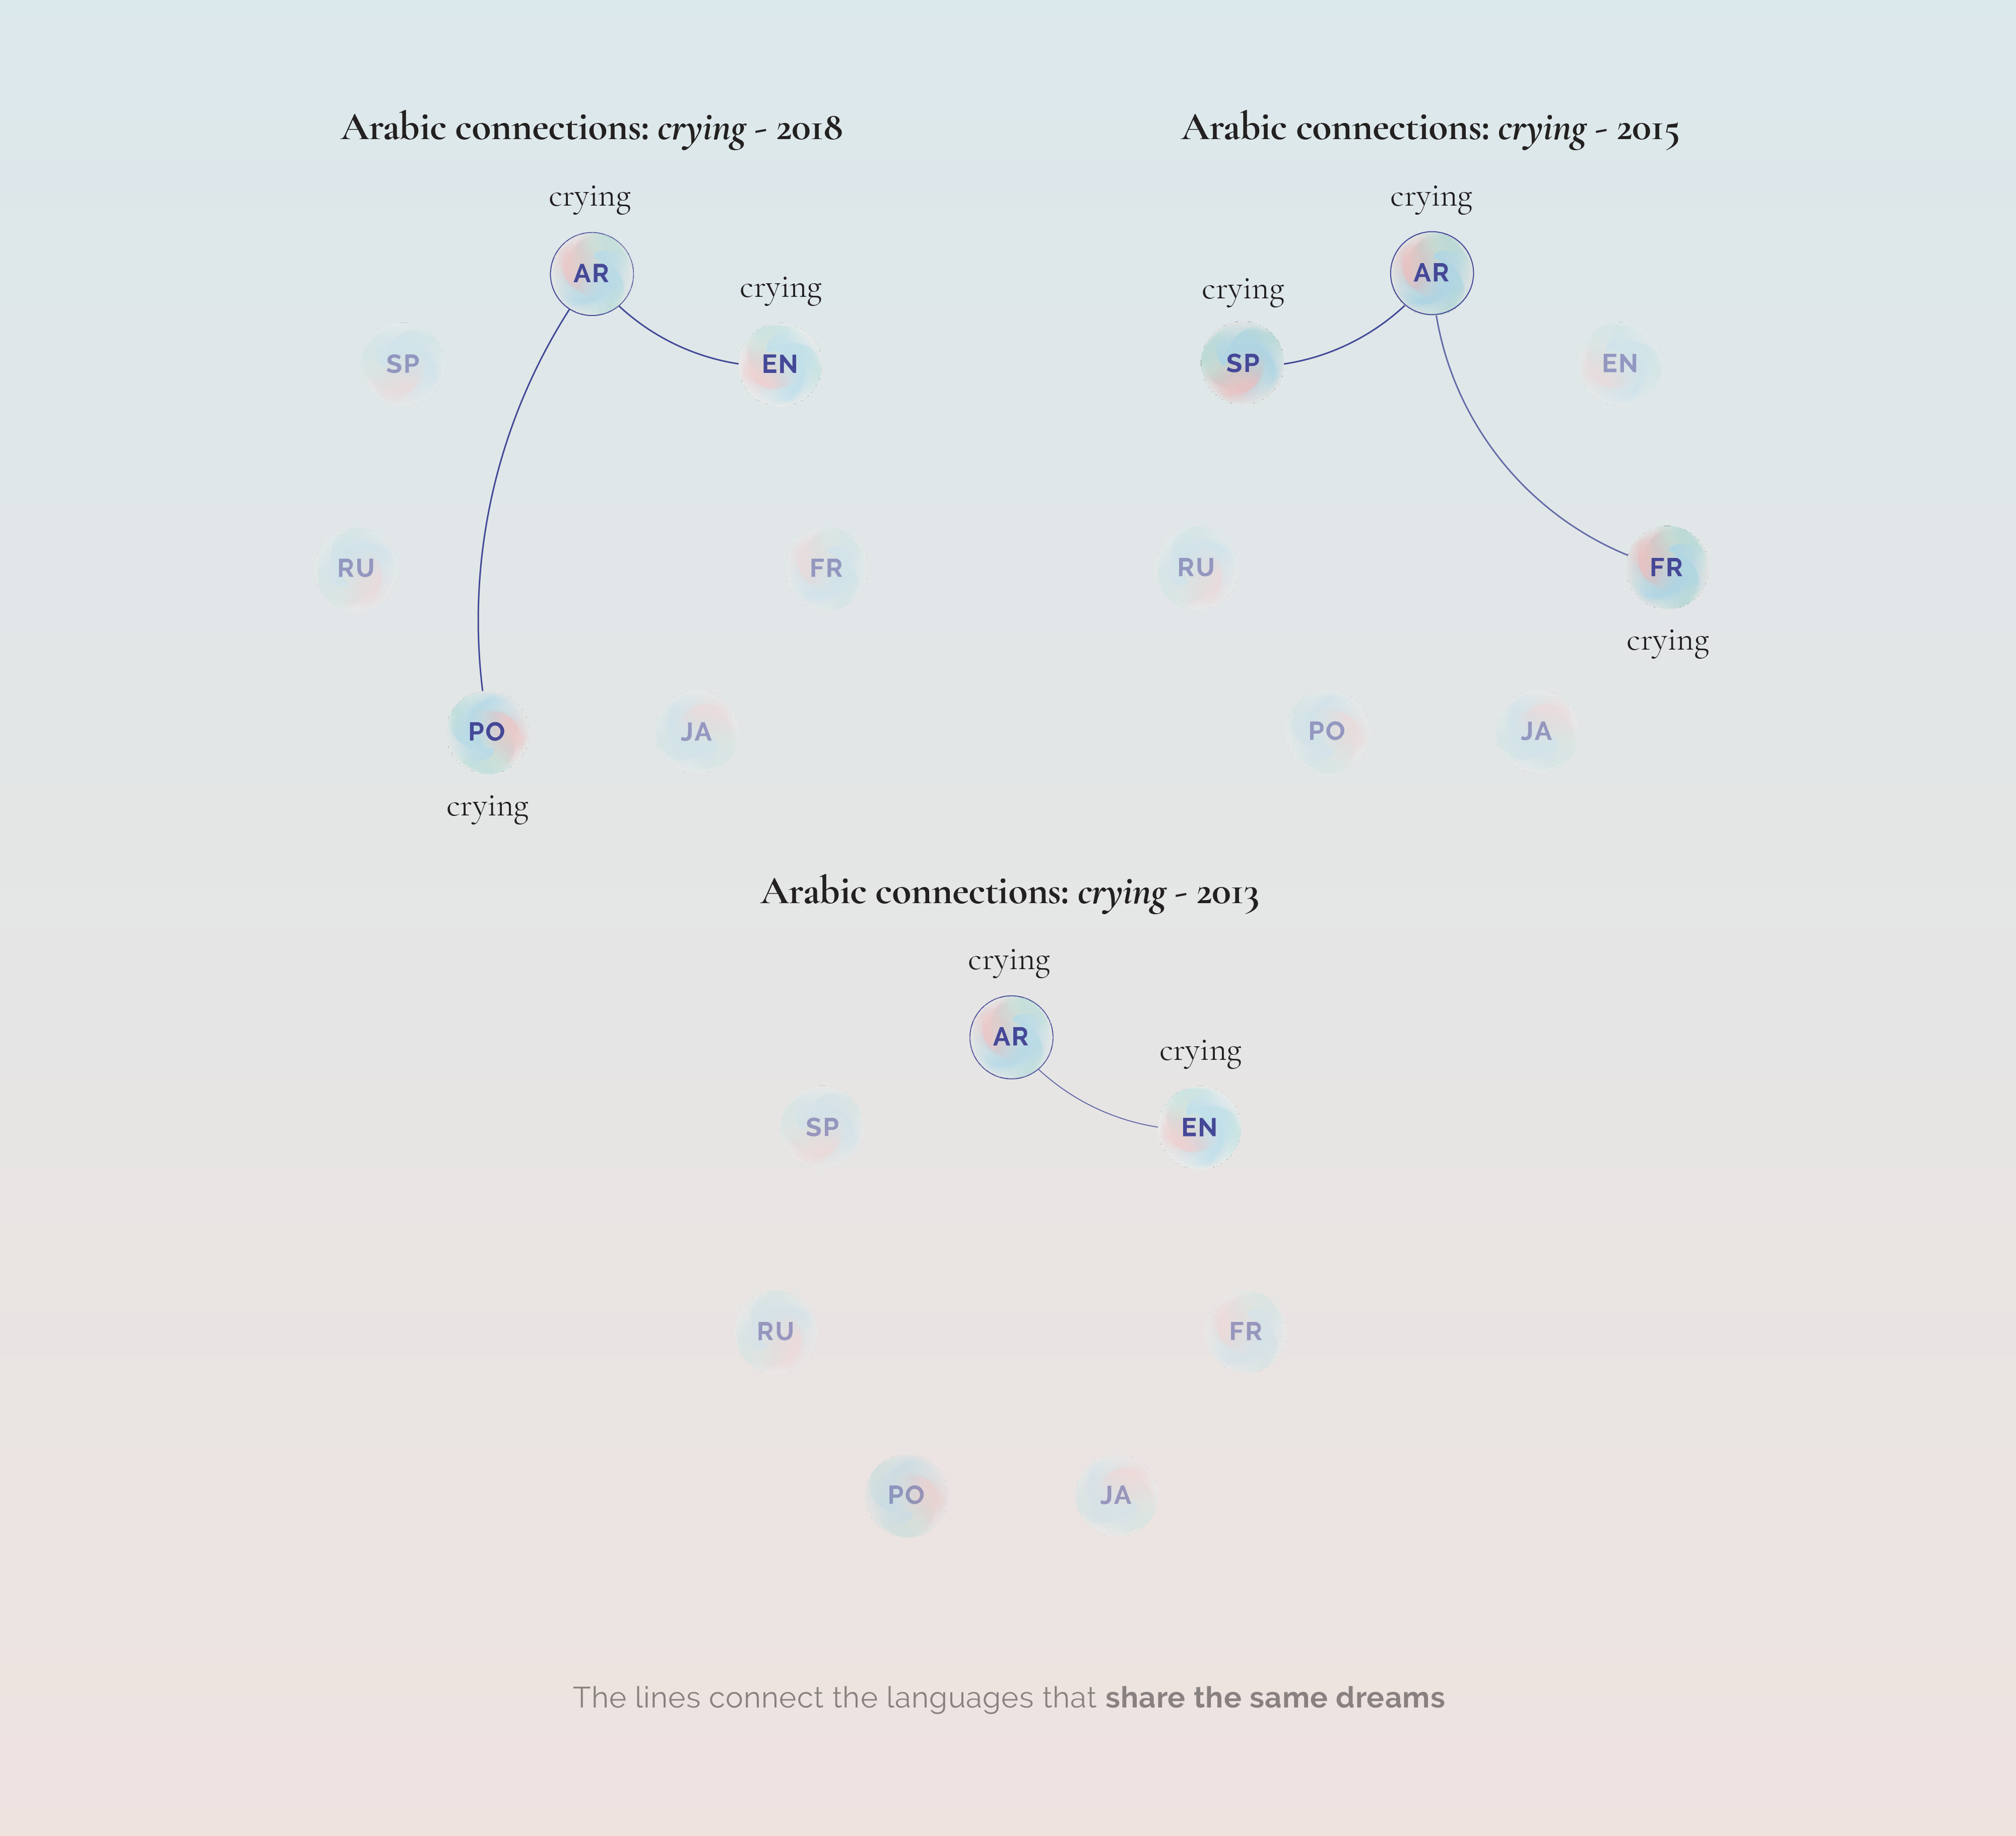 Arabic connections: crying - 2018
crying
AR
crying
EN
SP
RU
FR
PO
JA
crying
Arabic connections: crying - 2015
crying
AR
crying
SP
EN
RU
FR
crying
PO
JA
Arabic connections: crying - 2013
crying
AR
crying
EN
SP
RU
FR
PO
JA
The lines connect the languages that share the same dreams